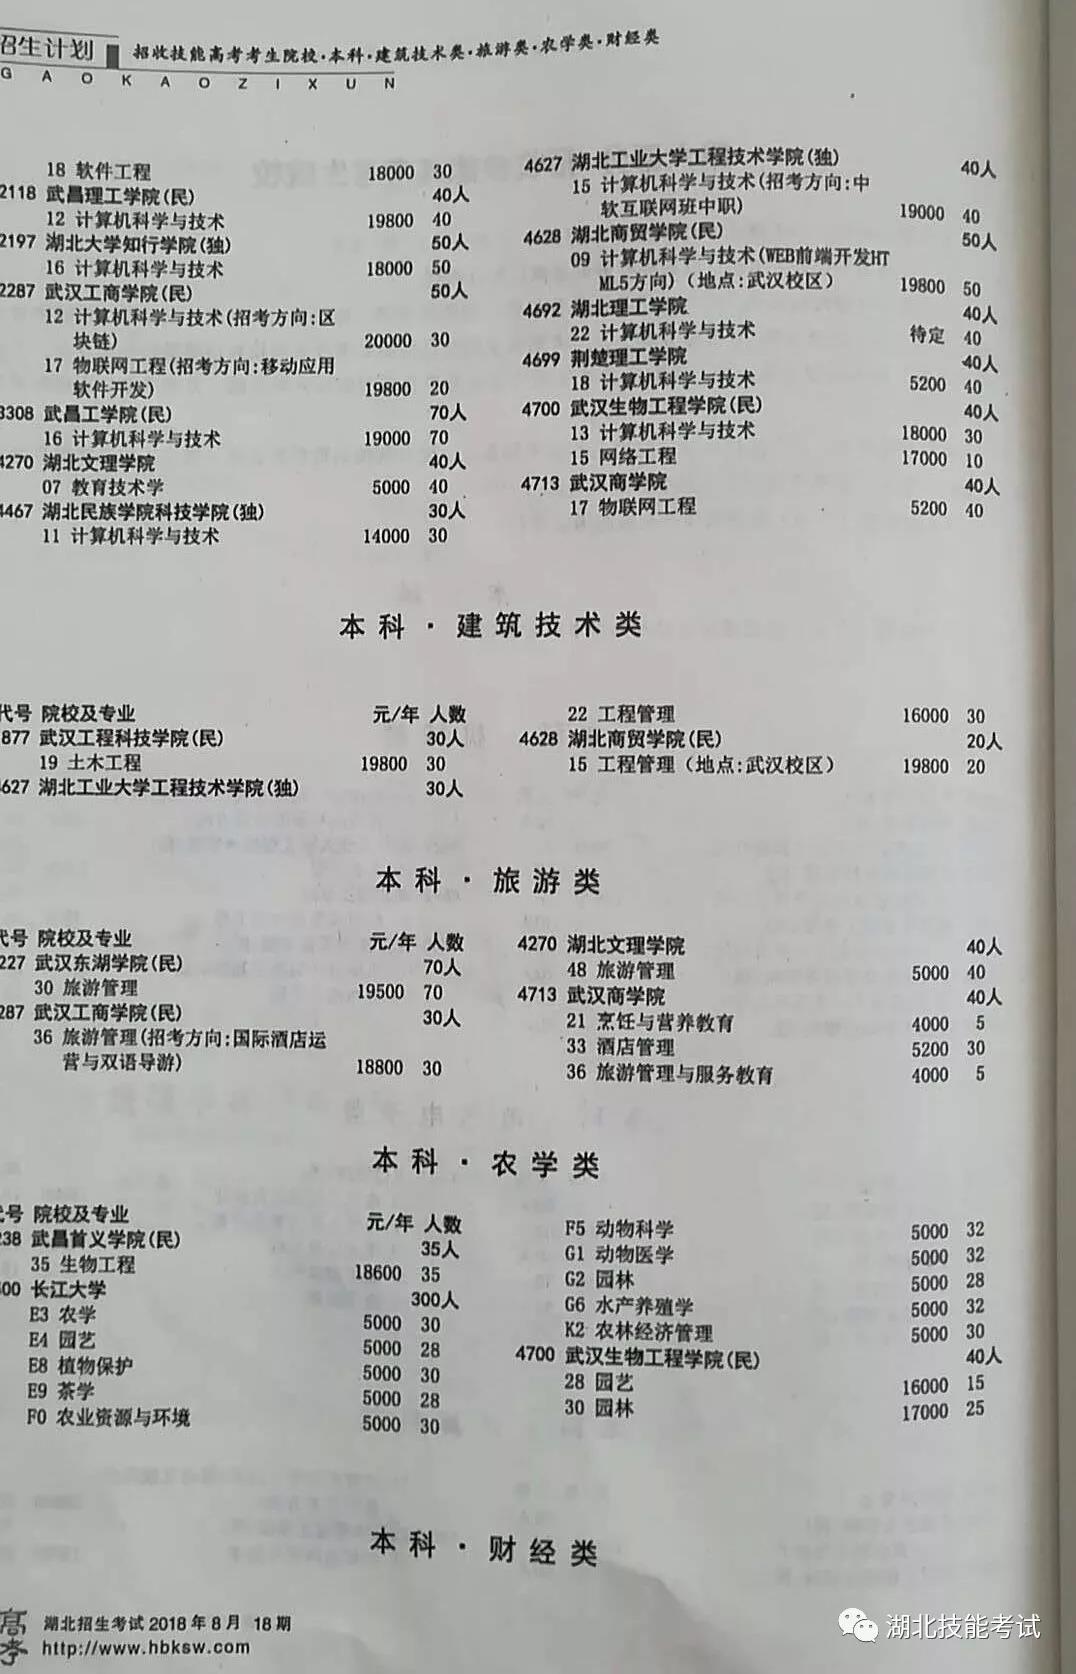 招生计划 招收技能高考考生院校·本科·建筑技术类·旅游类·农学类·财经类
GAOKAOZIXUN
18 软件工程 18000 30
2118 武昌理工学院(民) 40人
12 计算机科学与技术 19800 40
2197 湖北大学知行学院(独) 50人
16 计算机科学与技术 18000 50
2287 武汉工商学院(民) 50人
12 计算机科学与技术(招考方向:区
块链) 20000 30
17 物联网工程(招考方向:移动应用
软件开发) 19800 20
3308 武昌工学院(民) 70人
16 计算机科学与技术 19000 70
4270 湖北文理学院 40人
07 教育技术学 5000 40
4467 湖北民族学院科技学院(独) 30人
11 计算机科学与技术 14000 30
4627 湖北工业大学工程技术学院(独) 40人
15 计算机科学与技术(招考方向:中
软互联网班中职) 19000 40
4628 湖北商贸学院(民) 50人
09 计算机科学与技术(WEB前端开发HT
ML5方向)(地点:武汉校区) 19800 50
4692 湖北理工学院 40人
22 计算机科学与技术 待定 40
4699 荆楚理工学院 40人
18 计算机科学与技术 5200 40
4700 武汉生物工程学院(民) 40人
13 计算机科学与技术 18000 30
15 网络工程 17000 10
4713 武汉商学院 40人
17 物联网工程 5200 40
本科·建筑技术类
代号 院校及专业 元/年 人数
877 武汉工程科技学院(民) 30人
19 土木工程 19800 30
4627 湖北工业大学工程技术学院(独) 30人
22 工程管理 16000 30
4628 湖北商贸学院(民) 20人
15 工程管理(地点:武汉校区) 19800 20
本科·旅游类
代号 院校及专业 元/年 人数
227 武汉东湖学院(民) 70人
30 旅游管理 19500 70
287 武汉工商学院(民) 30人
36 旅游管理(招考方向:国际酒店运
营与双语导游) 18800 30
4270 湖北文理学院 40人
48 旅游管理 5000 40
4713 武汉商学院 40人
21 烹饪与营养教育 4000 5
33 酒店管理 5200 30
36 旅游管理与服务教育 4000 5
本科·农学类
号 院校及专业 元/年 人数
238 武昌首义学院(民) 35人
35 生物工程 18600 35
00 长江大学 300人
E3 农学 5000 30
E4 园艺 5000 28
E8 植物保护 5000 30
E9 茶学 5000 28
F0 农业资源与环境 5000 30
F5 动物科学 5000 32
G1 动物医学 5000 32
G2 园林 5000 28
G6 水产养殖学 5000 32
K2 农林经济管理 5000 30
4700 武汉生物工程学院(民) 40人
28 园艺 16000 15
30 园林 17000 25
本科·财经类
高考 湖北招生考试 2018年8月 18期
http://www.hbksw.com
湖北技能考试